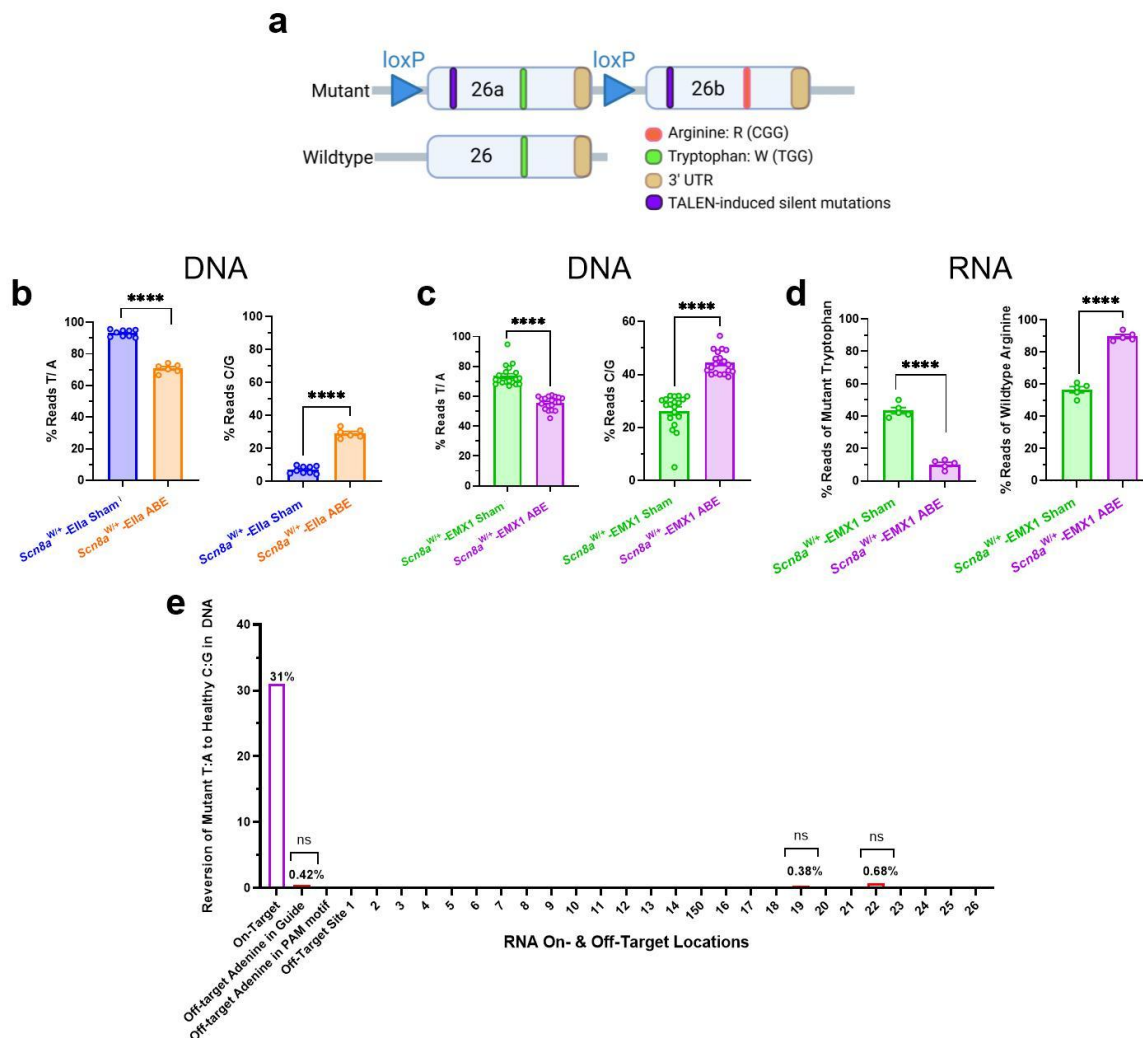 a
loxP
loxP
Mutant
26a
26b
Wildtype
26
Arginine: R (CGG)
Tryptophan: W (TGG)
3' UTR
TALEN-induced silent mutations
DNA
DNA
RNA
b
% Reads T/ A
100
80
60
40
20
0
****
Scn8a W/+ -EIIa Sham
Scn8a W/+ -EIIa ABE
% Reads C/G
100
80
60
40
20
0
****
Scn8a W/+ -EIIa Sham
Scn8a W/+ -EIIa ABE
c
% Reads T/ A
100
80
60
40
20
0
****
Scn8a W/+ -EMX1 Sham
Scn8a W/+ -EMX1 ABE
% Reads C/G
60
40
20
0
****
Scn8a W/+ -EMX1 Sham
Scn8a W/+ -EMX1 ABE
d
% Reads of Mutant Tryptophan
100
80
60
40
20
0
****
Scn8a W/+ -EMX1 Sham
Scn8a W/+ -EMX1 ABE
% Reads of Wildtype Arginine
100
80
60
40
20
0
****
Scn8a W/+ -EMX1 Sham
Scn8a W/+ -EMX1 ABE
e
Reversion of Mutant T:A to Healthy C:G in DNA
40
30
20
10
0
31%
ns
0.42%
ns
0.38%
ns
0.68%
On-Target
Off-target Adenine in Guide
Off-target Adenine in PAM motif
Off-Target Site 1
2
3
4
5
6
7
8
9
10
11
12
13
14
150
16
17
18
19
20
21
22
23
24
25
26
RNA On- & Off-Target Locations